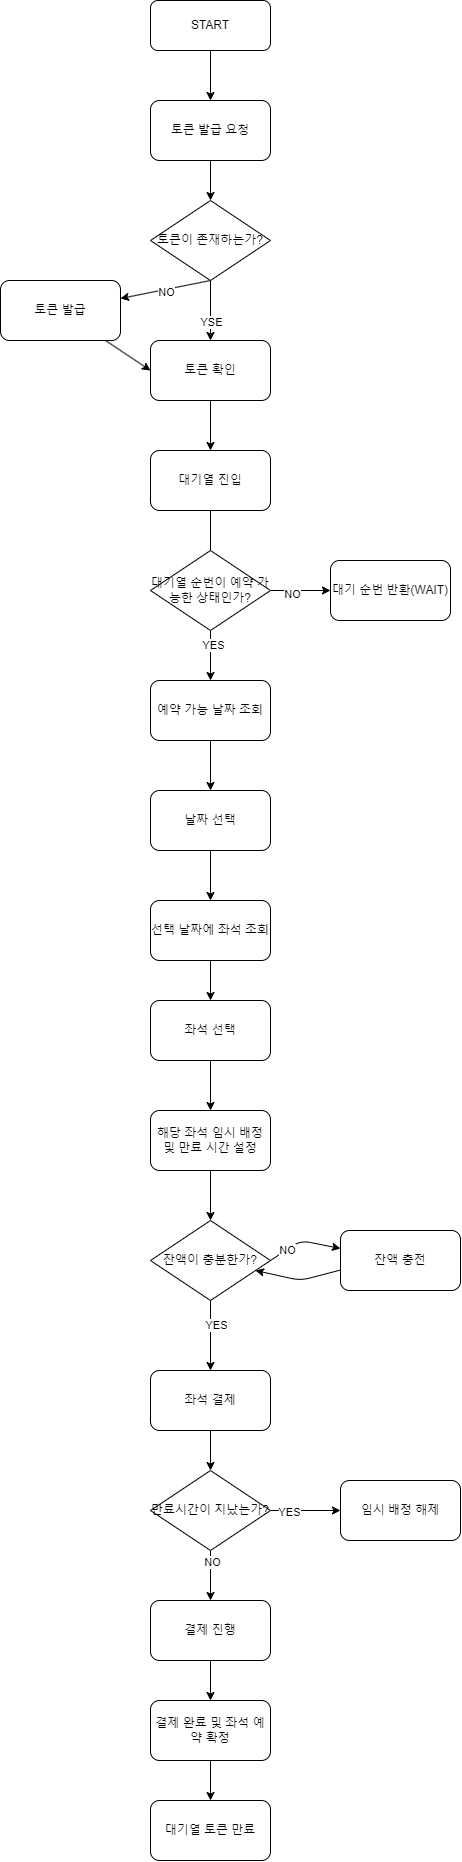 START
토큰 발급 요청
토큰이 존재하는가?
NO
토큰 발급
YSE
토큰 확인
대기열 진입
대기열 순번이 예약 가
능한 상태인가?
NO
대기 순번 반환(WAIT)
YES
예약 가능 날짜 조회
날짜 선택
선택 날짜에 좌석 조회
좌석 선택
해당 좌석 임시 배정
및 만료 시간 설정
잔액이 충분한가?
NO
잔액 충전
YES
좌석 결제
만료시간이 지났는가?
YES
임시 배정 해제
NO
결제 진행
결제 완료 및 좌석 예
약 확정
대기열 토큰 만료